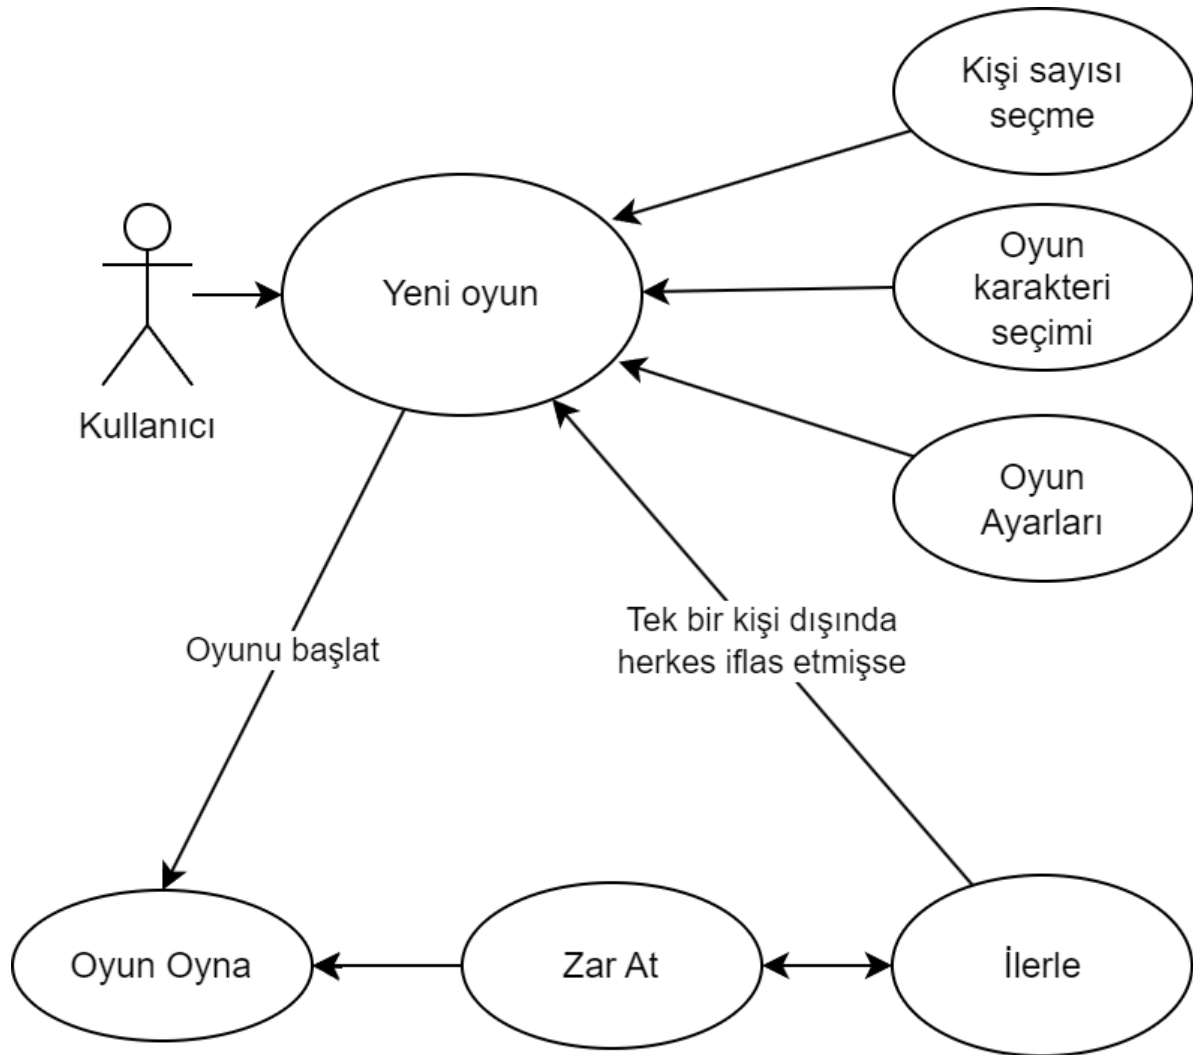 Kişi sayısı
seçme
Yeni oyun
Oyun
karakteri
seçimi
Kullanıcı
Oyun
Ayarları
Oyunu başlat
Tek bir kişi dışında
herkes iflas etmişse
Oyun Oyna
Zar At
İlerle